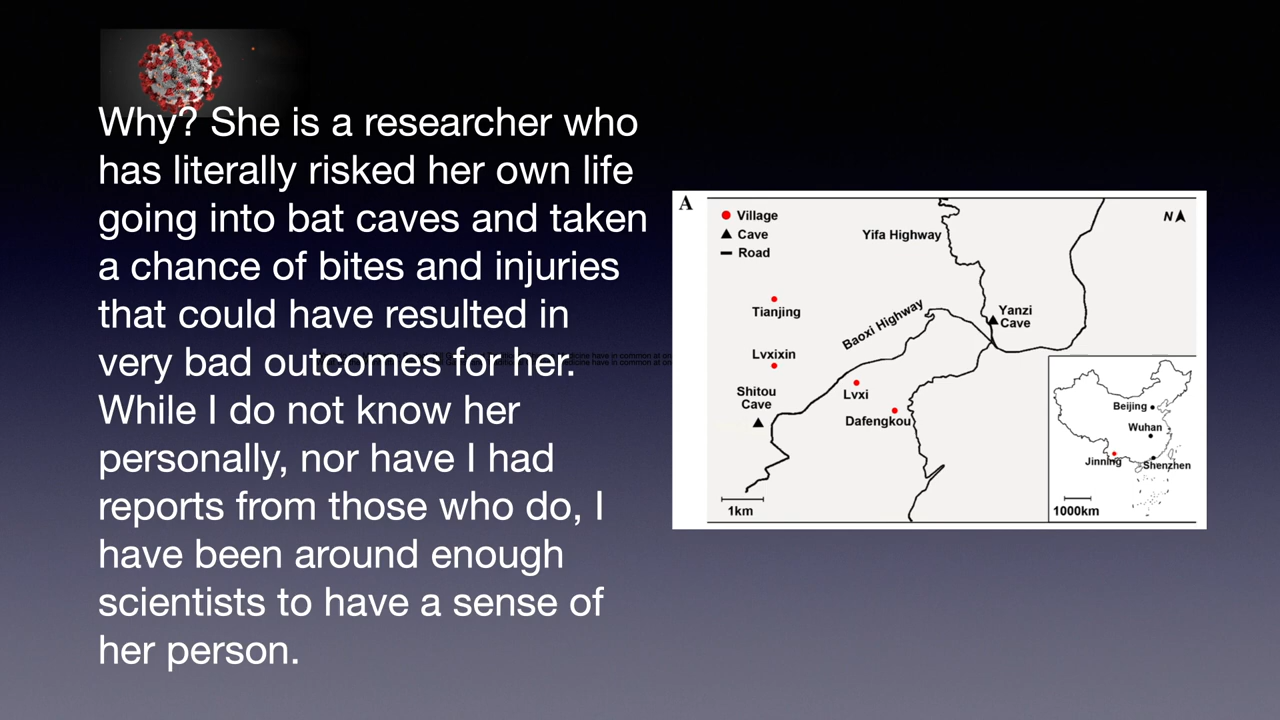 Why? She is a researcher who
has literally risked her own life
going into bat caves and taken
a chance of bites and injuries
that could have resulted in
very bad outcomes for her.
While I do not know her
personally, nor have I had
reports from those who do, I
have been around enough
scientists to have a sense of
her person.
A
Village
Cave
Road
N
Yifa Highway
Tianjing
Baoxi Highway
Yanzi
Cave
Lvxixin
Shitou
Cave
Lvxi
Dafengkou
1km
Beijing
Wuhan
Jinning
Shenzhen
1000km